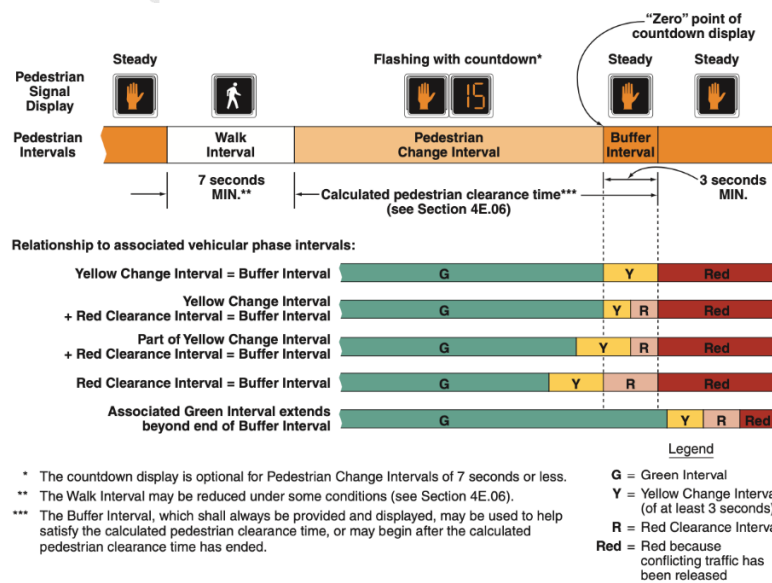 "Zero" point of
countdown display
Steady
Flashing with countdown*
Steady
Steady
Pedestrian
Signal
Display
15
Pedestrian
Intervals
Walk
Interval
Pedestrian
Change Interval
Buffer
Interval
7 seconds
MIN.**
Calculated pedestrian clearance time***
(see Section 4E.06)
3 seconds
MIN.
Relationship to associated vehicular phase intervals:
Yellow Change Interval = Buffer Interval
G Y Red
Yellow Change Interval
+ Red Clearance Interval = Buffer Interval
G Y R Red
Part of Yellow Change Interval
+ Red Clearance Interval = Buffer Interval
G Y R Red
Red Clearance Interval = Buffer Interval
G Y R Red
Associated Green Interval extends
beyond end of Buffer Interval
G Y R Red
* The countdown display is optional for Pedestrian Change Intervals of 7 seconds or less.
** The Walk Interval may be reduced under some conditions (see Section 4E.06).
*** The Buffer Interval, which shall always be provided and displayed, may be used to help
satisfy the calculated pedestrian clearance time, or may begin after the calculated
pedestrian clearance time has ended.
Legend
G = Green Interval
Y = Yellow Change Interva
(of at least 3 seconds)
R = Red Clearance Interva
Red = Red because
conflicting traffic has
been released